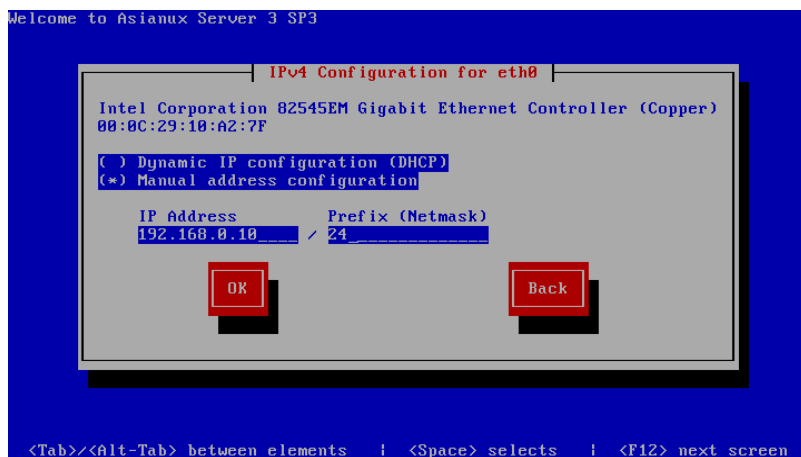 Welcome to Asianux Server 3 SP3
IPv4 Configuration for eth0
Intel Corporation 82545EM Gigabit Ethernet Controller (Copper)
00:0C:29:10:A2:7F
( ) Dynamic IP configuration (DHCP)
(*) Manual address configuration
IP Address Prefix (Netmask)
192.168.0.10____ / 24______________
OK Back
<Tab>/<Alt-Tab> between elements | <Space> selects | <F12> next screen